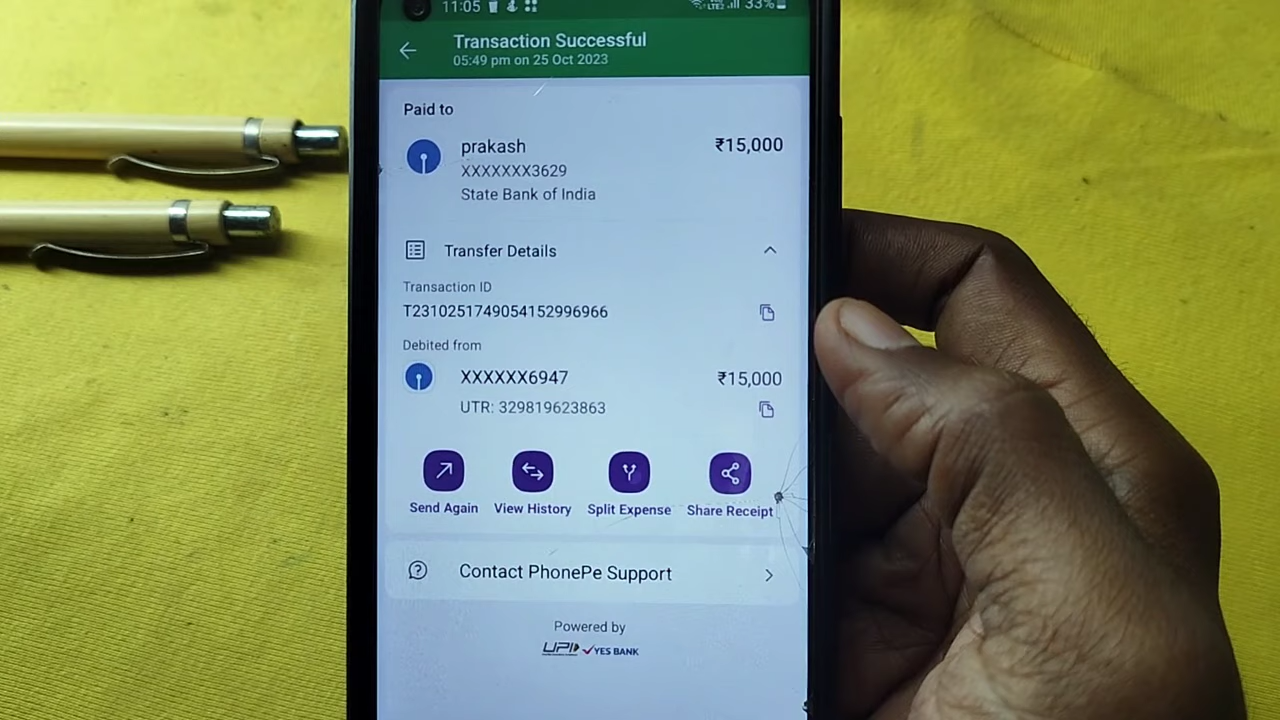 11:05 33%
Transaction Successful
05:49 pm on 25 Oct 2023
Paid to
prakash ₹15,000
XXXXXXX3629
State Bank of India
Transfer Details
Transaction ID
T2310251749054152996966
Debited from
XXXXXX6947 ₹15,000
UTR: 329819623863
Send Again View History Split Expense Share Receipt
Contact PhonePe Support
Powered by
UPI YES BANK